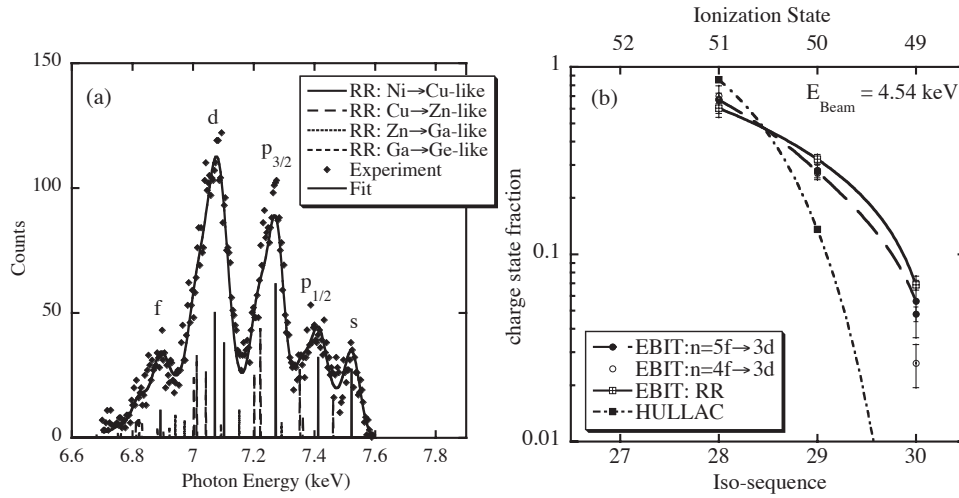 (a)
RR: Ni→Cu-like
RR: Cu→Zn-like
RR: Zn→Ga-like
RR: Ga→Ge-like
Experiment
Fit
f
d
p3/2
p1/2
s
150
100
50
0
Counts
6.6 6.8 7 7.2 7.4 7.6 7.8
Photon Energy (keV)
Ionization State
52 51 50 49
(b)
E_Beam = 4.54 keV
1
0.1
0.01
charge state fraction
EBIT:n=5f→3d
EBIT:n=4f→3d
EBIT: RR
HULLAC
27 28 29 30
Iso-sequence